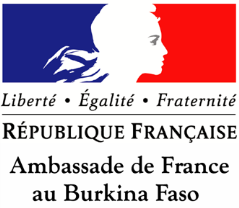 Liberté • Égalité • Fraternité
RÉPUBLIQUE FRANÇAISE
Ambassade de France
au Burkina Faso